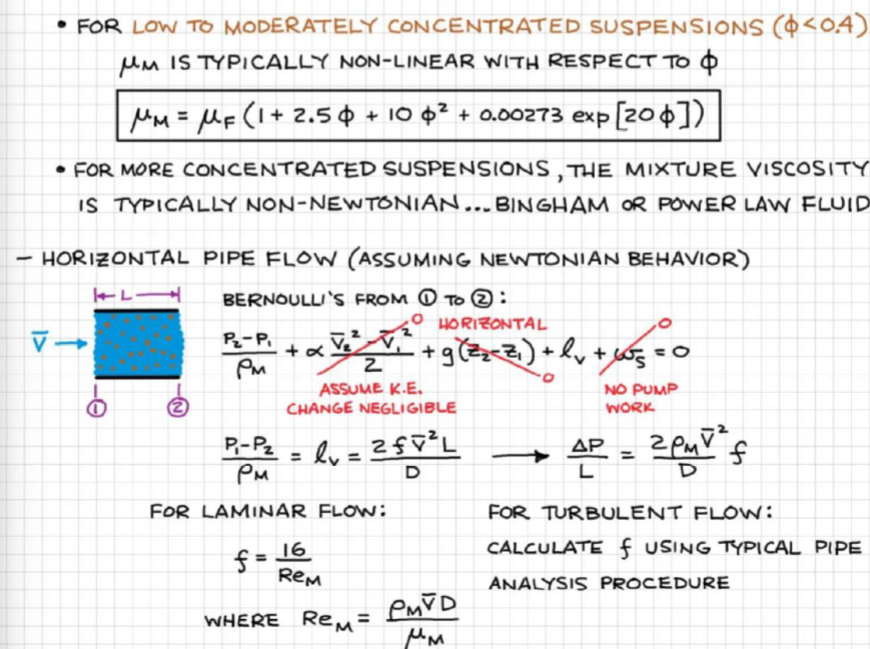 • FOR LOW TO MODERATELY CONCENTRATED SUSPENSIONS (ϕ<0.4)
μM IS TYPICALLY NON-LINEAR WITH RESPECT TO ϕ
μM = μF (1 + 2.5 ϕ + 10 ϕ² + 0.00273 exp[20ϕ])
• FOR MORE CONCENTRATED SUSPENSIONS, THE MIXTURE VISCOSITY
IS TYPICALLY NON-NEWTONIAN... BINGHAM OR POWER LAW FLUID
– HORIZONTAL PIPE FLOW (ASSUMING NEWTONIAN BEHAVIOR)
L
V̄
① ②
BERNOULLI'S FROM ① TO ②:
0 HORIZONTAL 0
(P₂-P₁)/ρM + α (V̄₂² - V̄₁²)/2 + g(Z₂-Z₁) + lv + ωs = 0
0
ASSUME K.E. CHANGE NEGLIGIBLE
NO PUMP WORK
(P₁-P₂)/ρM = lv = 2fV̄²L/D → ΔP/L = (2ρMV̄²/D) f
FOR LAMINAR FLOW:
f = 16/ReM
WHERE ReM = ρMV̄D/μM
FOR TURBULENT FLOW:
CALCULATE f USING TYPICAL PIPE
ANALYSIS PROCEDURE